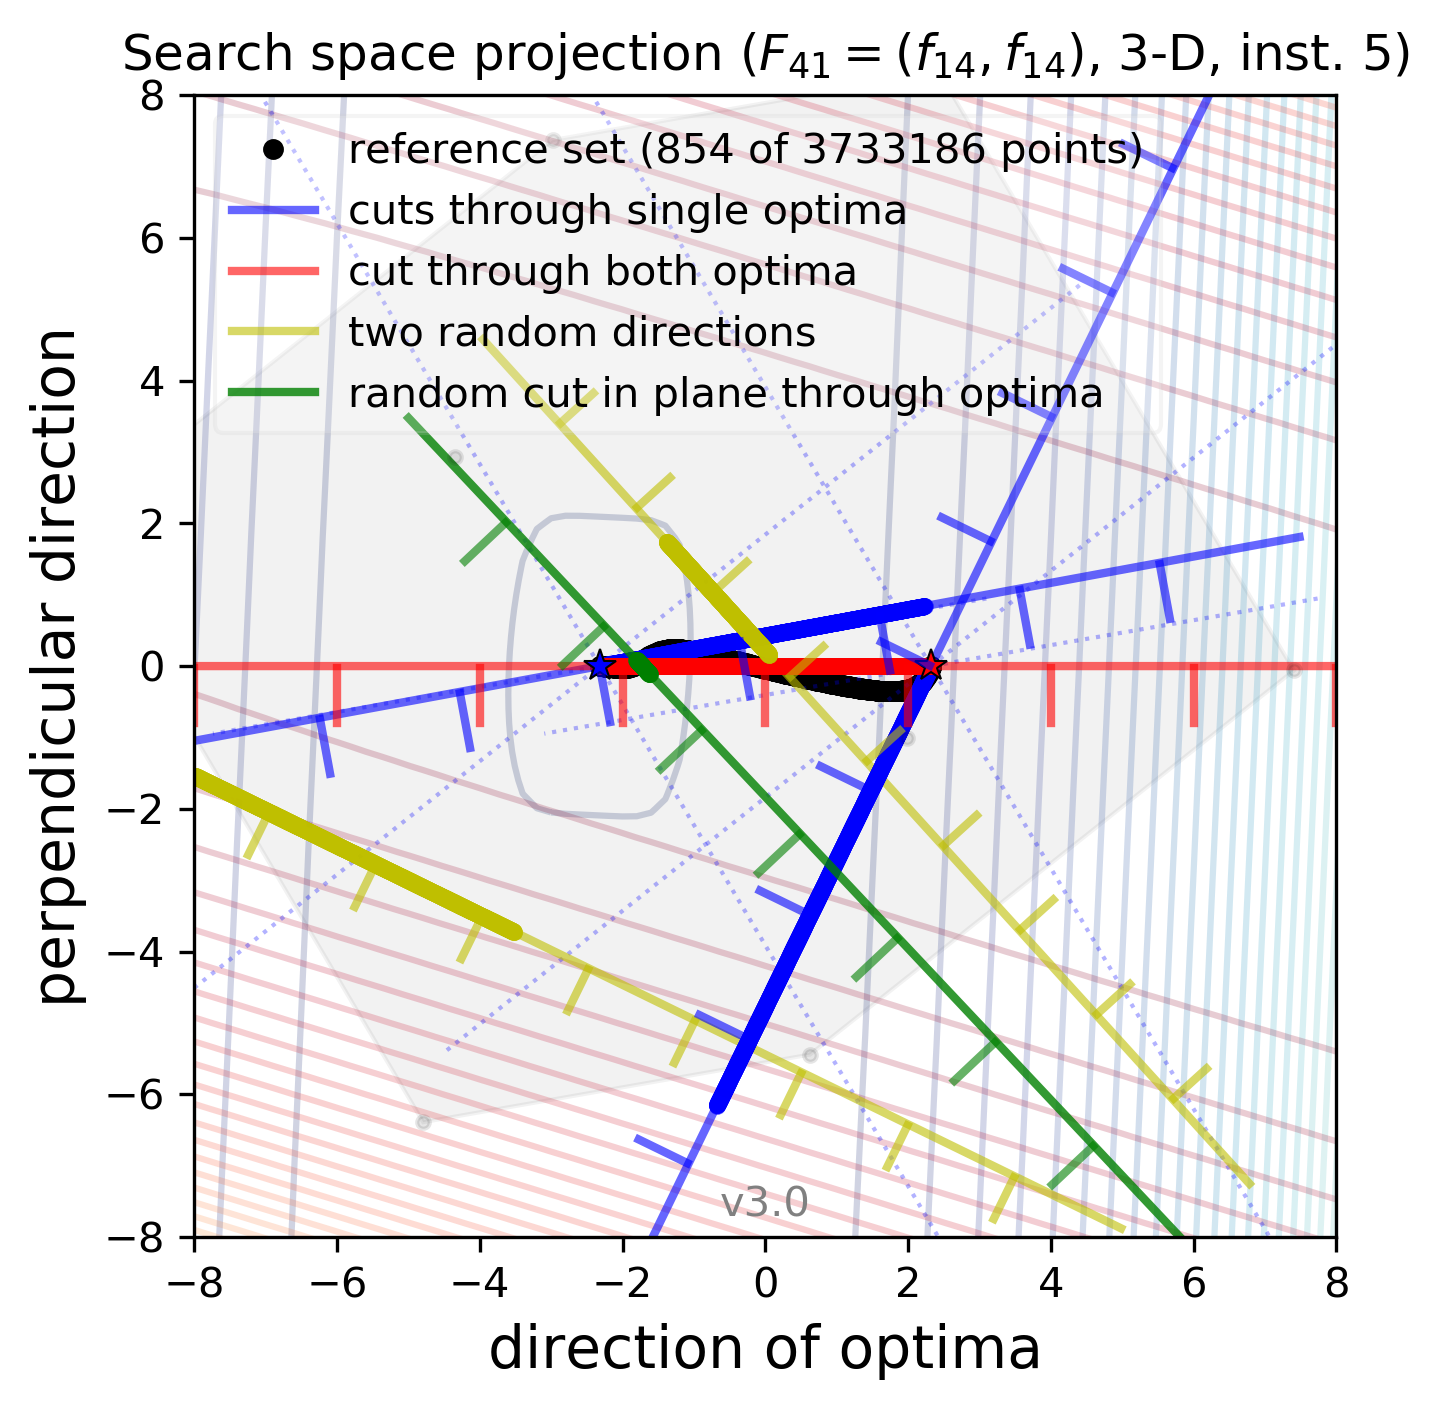 Search space projection (F₄₁ = (f₁₄, f₁₄), 3-D, inst. 5)
reference set (854 of 3733186 points)
cuts through single optima
cut through both optima
two random directions
random cut in plane through optima
8
6
4
2
0
−2
−4
−6
−8
perpendicular direction
v3.0
−8 −6 −4 −2 0 2 4 6 8
direction of optima